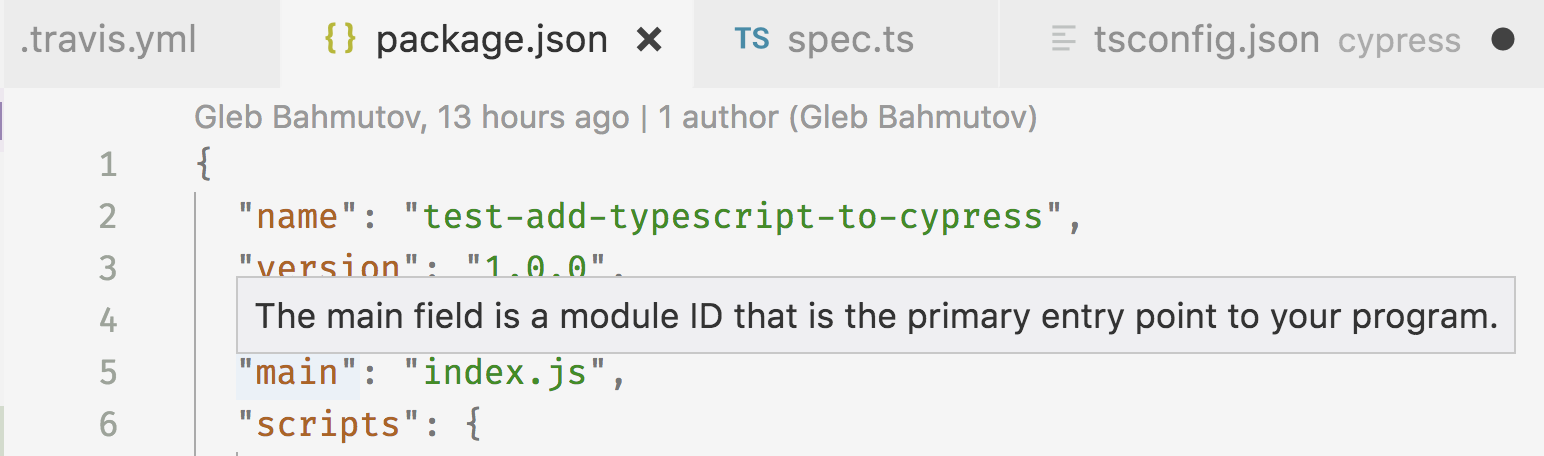 .travis.yml { } package.json × TS spec.ts tsconfig.json cypress
Gleb Bahmutov, 13 hours ago | 1 author (Gleb Bahmutov)
1 {
2 "name": "test-add-typescript-to-cypress",
3 "version": "1.0.0",
The main field is a module ID that is the primary entry point to your program.
4
5 "main": "index.js",
6 "scripts": {